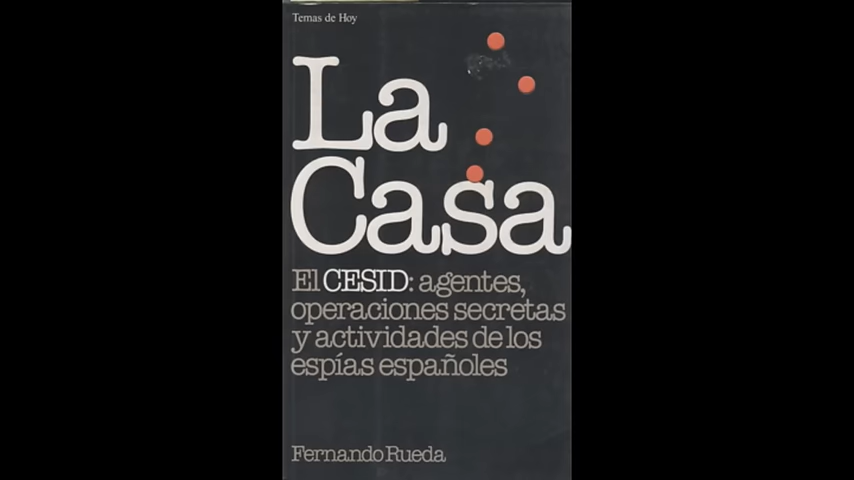 Temas de Hoy
La
Casa
El CESID: agentes,
operaciones secretas
y actividades de los
espías españoles
Fernando Rueda